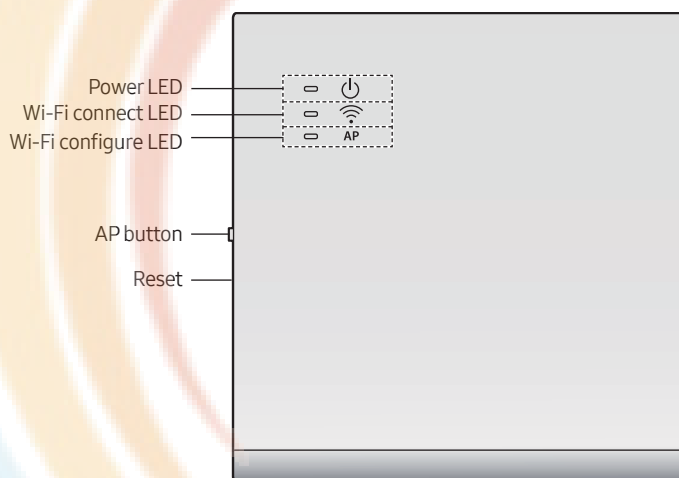 Power LED
Wi-Fi connect LED
Wi-Fi configure LED
AP
AP button
Reset